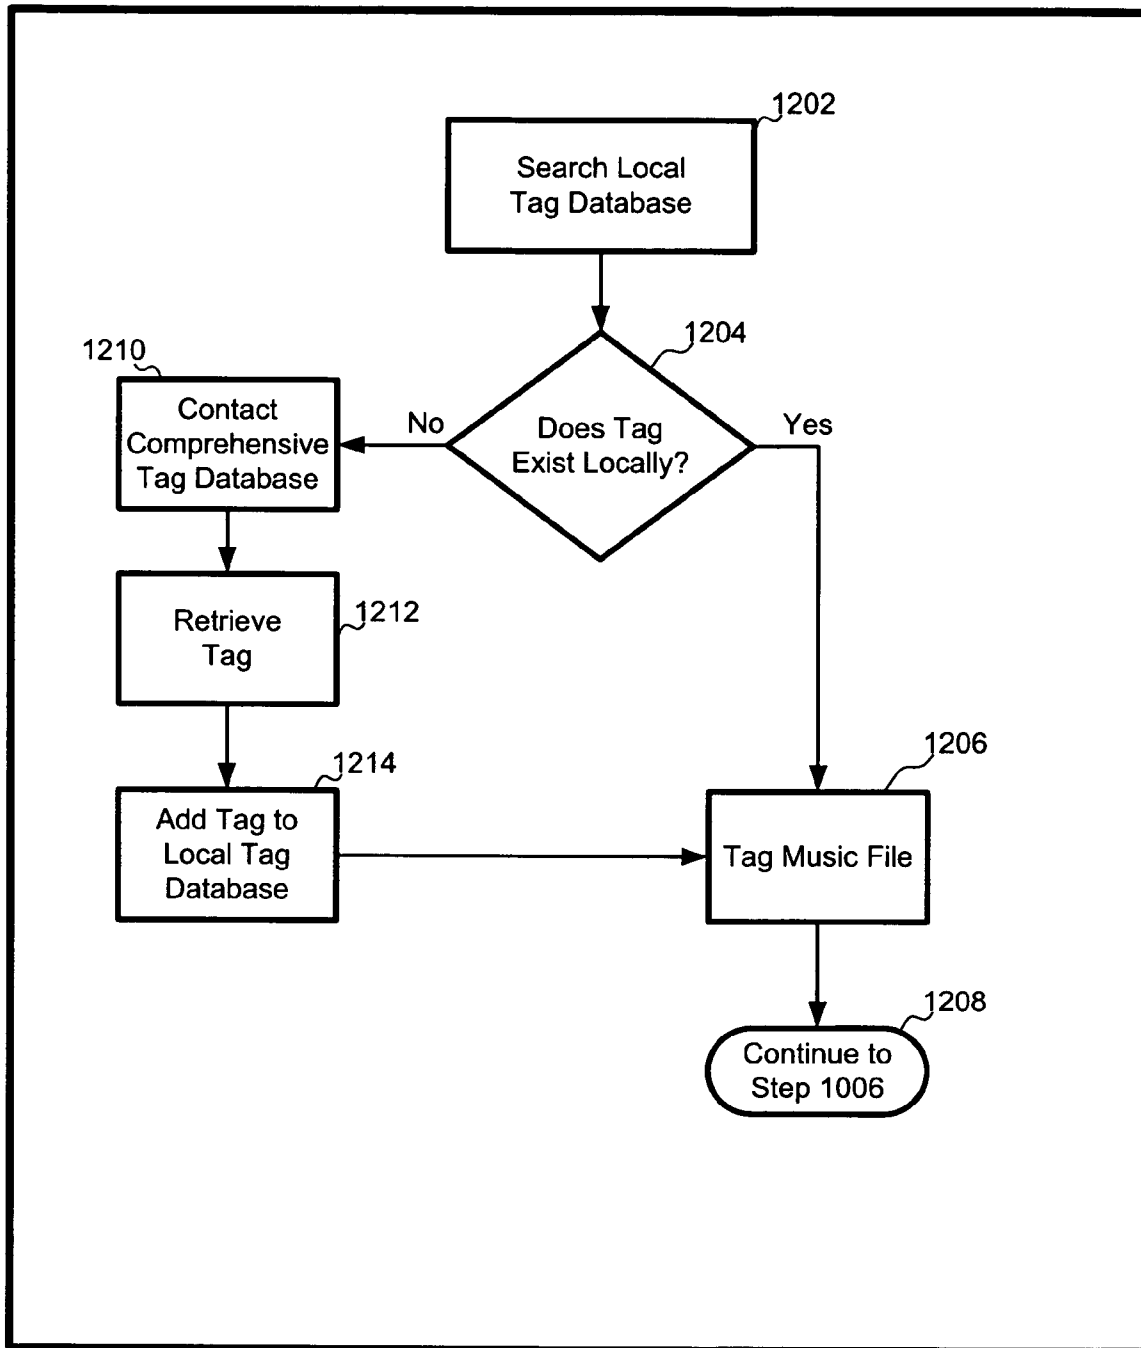 1202
Search Local
Tag Database
1204
Does Tag
Exist Locally?
No
Yes
1210
Contact
Comprehensive
Tag Database
1212
Retrieve
Tag
1214
Add Tag to
Local Tag
Database
1206
Tag Music File
1208
Continue to
Step 1006